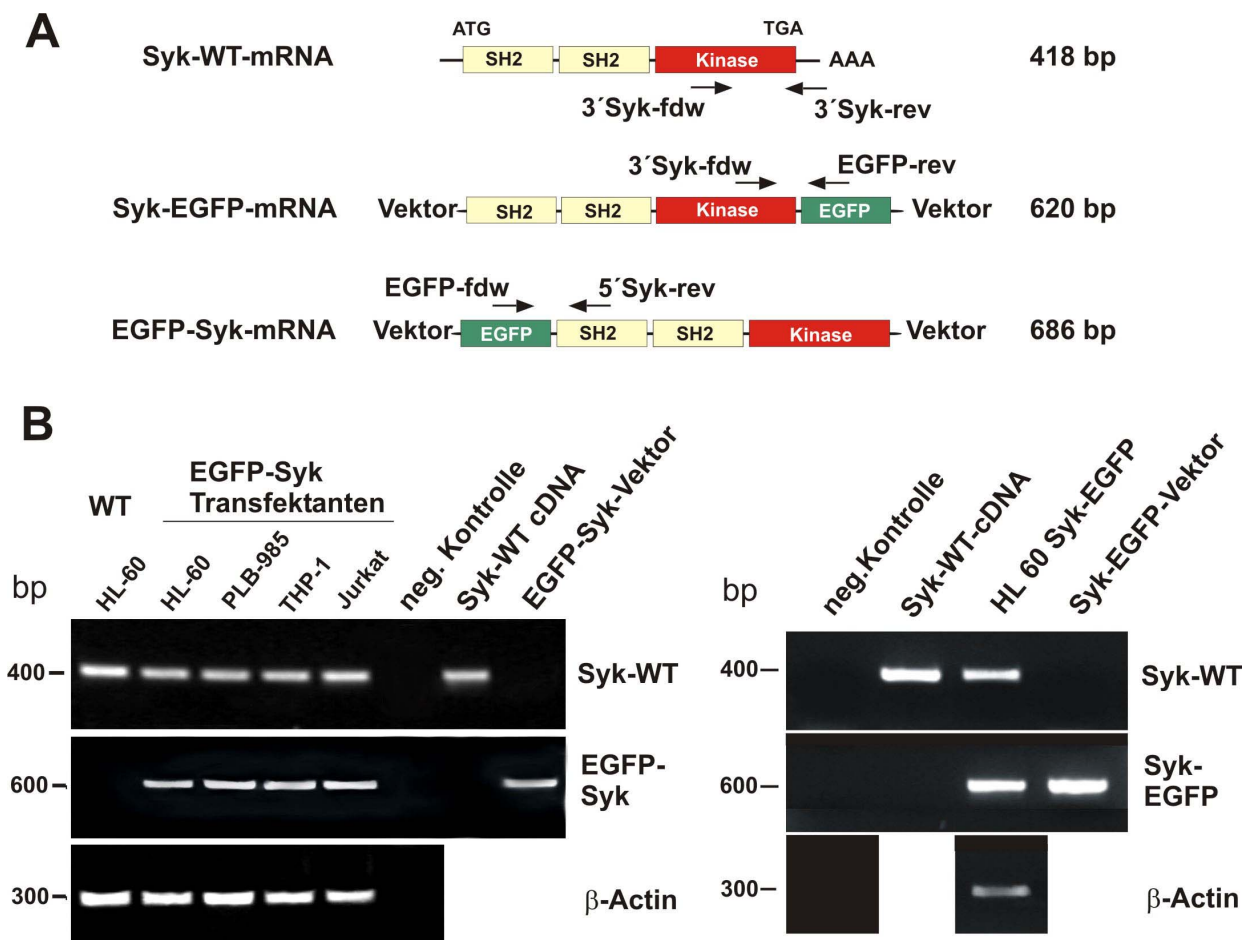 A
ATG
TGA
Syk-WT-mRNA
SH2
SH2
Kinase
AAA
418 bp
3´Syk-fdw
3´Syk-rev
3´Syk-fdw
EGFP-rev
Syk-EGFP-mRNA
Vektor
SH2
SH2
Kinase
EGFP
Vektor
620 bp
EGFP-fdw
5´Syk-rev
EGFP-Syk-mRNA
Vektor
EGFP
SH2
SH2
Kinase
Vektor
686 bp
B
WT
EGFP-Syk
Transfektanten
bp
HL-60
HL-60
PLB-985
THP-1
Jurkat
neg. Kontrolle
Syk-WT cDNA
EGFP-Syk-Vektor
400
Syk-WT
600
EGFP-
Syk
300
β-Actin
bp
neg.Kontrolle
Syk-WT-cDNA
HL 60 Syk-EGFP
Syk-EGFP-Vektor
400
Syk-WT
600
Syk-
EGFP
300
β-Actin